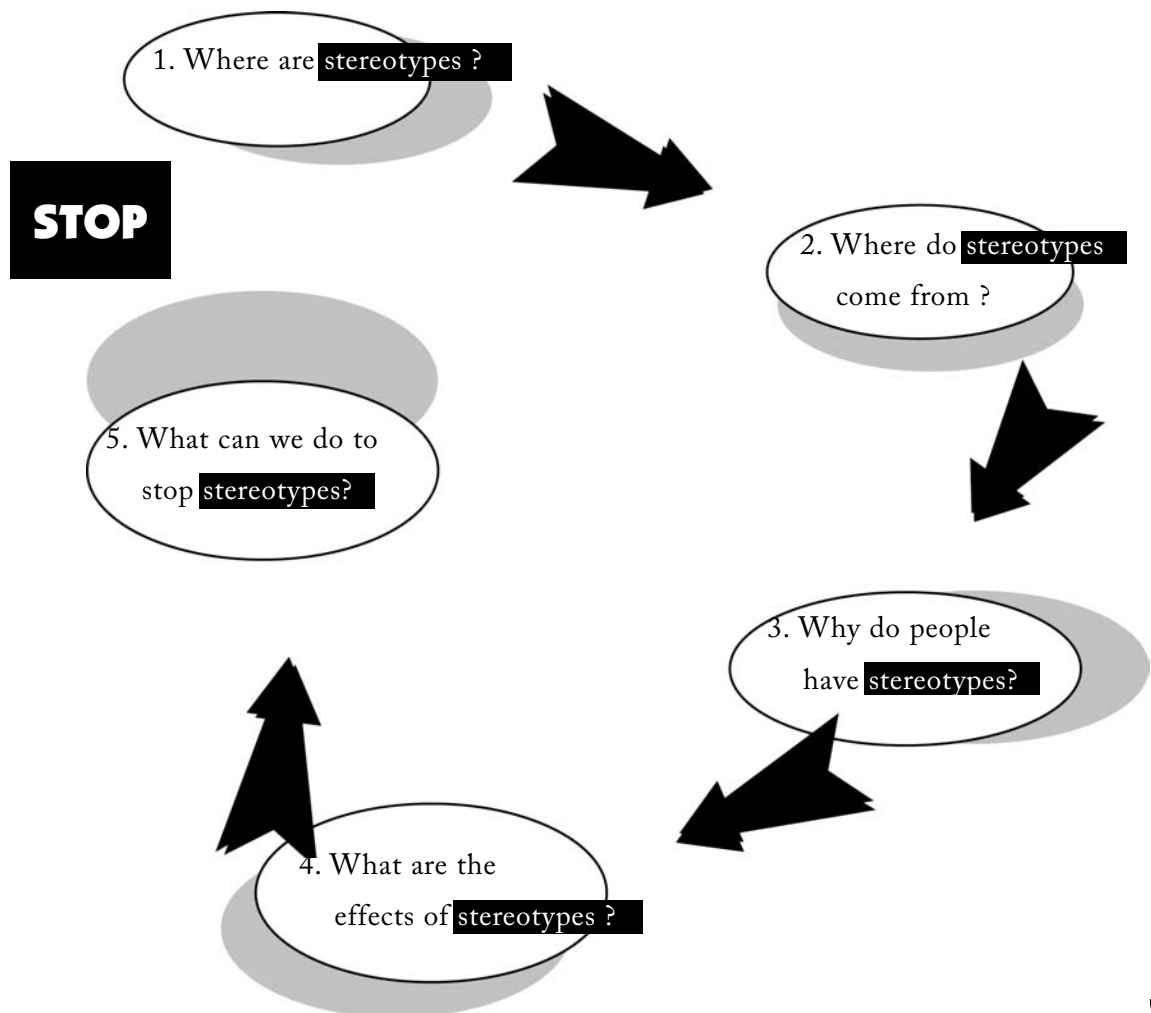 1. Where are stereotypes ?
STOP
2. Where do stereotypes
come from ?
3. Why do people
have stereotypes?
4. What are the
effects of stereotypes ?
5. What can we do to
stop stereotypes?